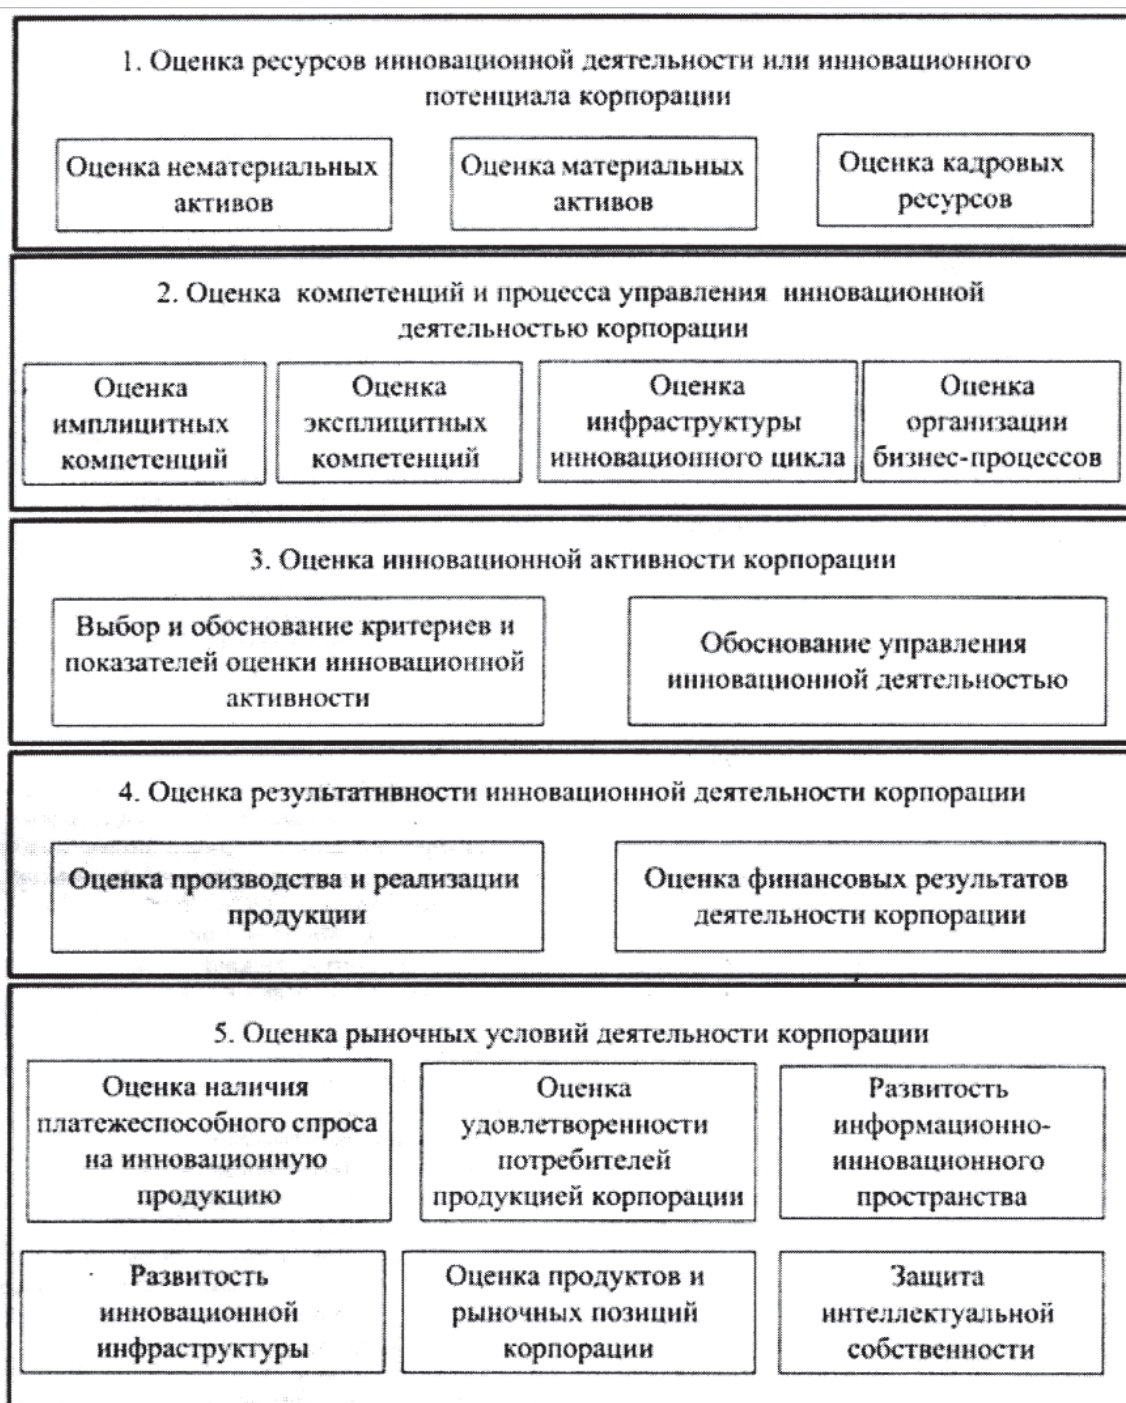 1. Оценка ресурсов инновационной деятельности или инновационного
потенциала корпорации
Оценка нематериальных
активов
Оценка материальных
активов
Оценка кадровых
ресурсов
2. Оценка компетенций и процесса управления инновационной
деятельностью корпорации
Оценка
имплицитных
компетенций
Оценка
эксплицитных
компетенций
Оценка
инфраструктуры
инновационного цикла
Оценка
организации
бизнес-процессов
3. Оценка инновационной активности корпорации
Выбор и обоснование критериев и
показателей оценки инновационной
активности
Обоснование управления
инновационной деятельностью
4. Оценка результативности инновационной деятельности корпорации
Оценка производства и реализации
продукции
Оценка финансовых результатов
деятельности корпорации
5. Оценка рыночных условий деятельности корпорации
Оценка наличия
платежеспособного спроса
на инновационную
продукцию
Оценка
удовлетворенности
потребителей
продукцией корпорации
Развитость
информационно-
инновационного
пространства
Развитость
инновационной
инфраструктуры
Оценка продуктов и
рыночных позиций
корпорации
Защита
интеллектуальной
собственности